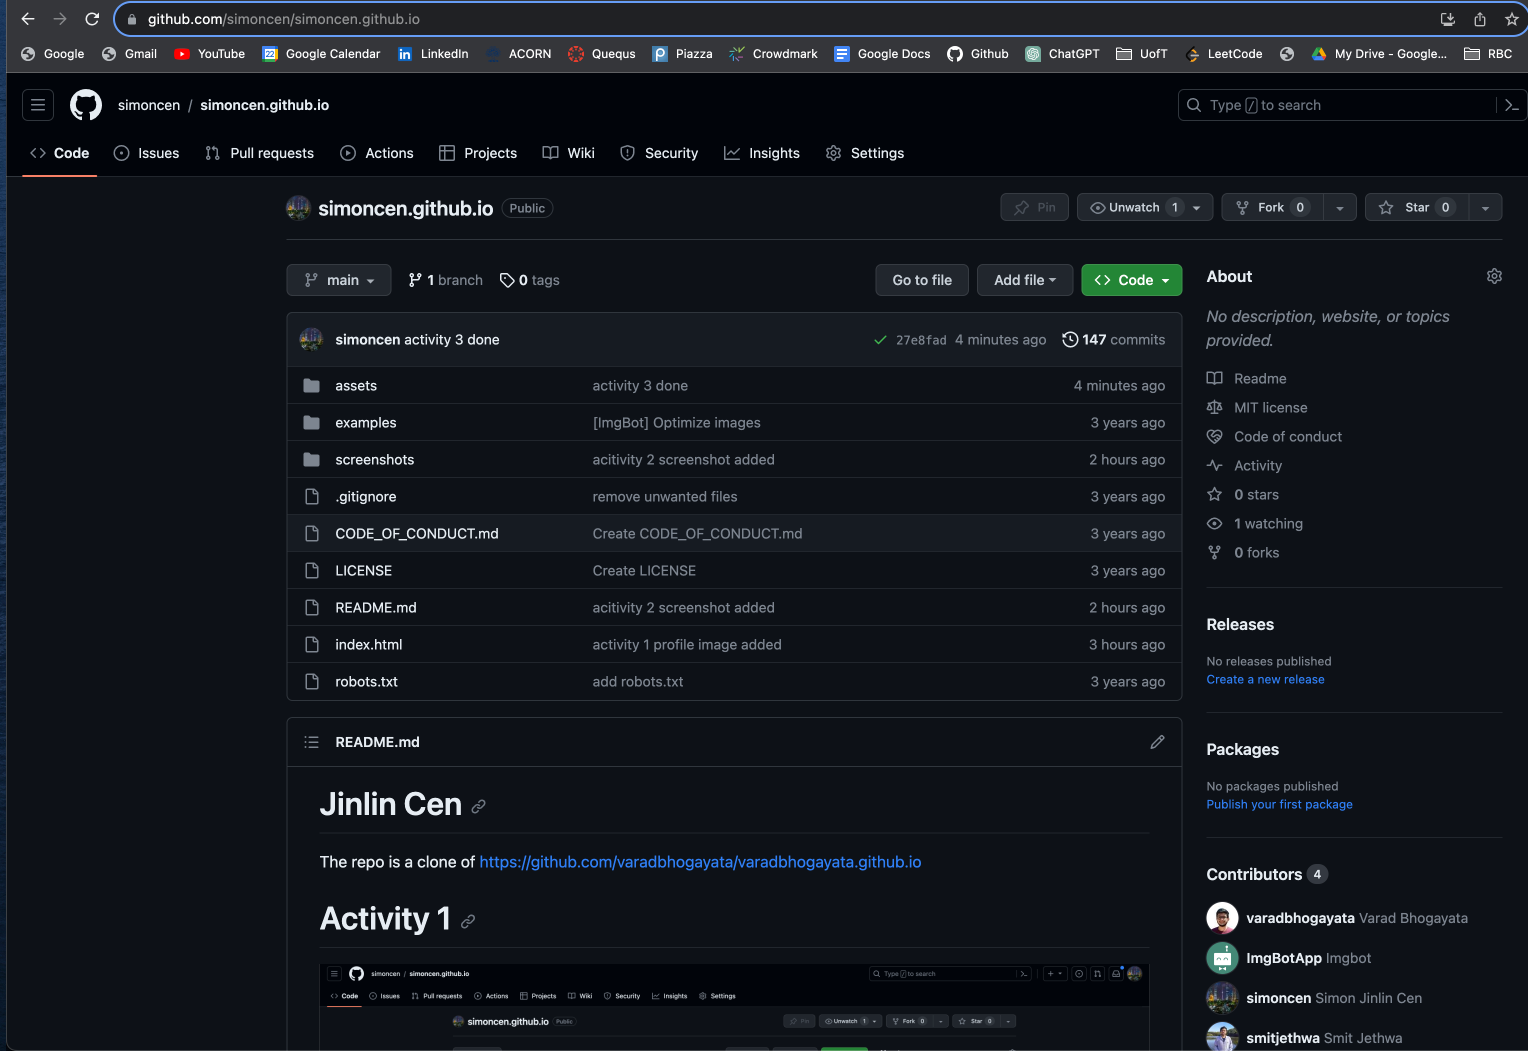 github.com/simoncen/simoncen.github.io
Google Gmail YouTube 22 Google Calendar in LinkedIn ACORN Quequs P Piazza Crowdmark Google Docs Github ChatGPT UofT LeetCode My Drive - Google... RBC
simoncen / simoncen.github.io
Type / to search
Code Issues Pull requests Actions Projects Wiki Security Insights Settings
simoncen.github.io Public
Pin Unwatch 1 Fork 0 Star 0
main 1 branch 0 tags
Go to file Add file Code
simoncen activity 3 done 27e8fad 4 minutes ago 147 commits
assets activity 3 done 4 minutes ago
examples [ImgBot] Optimize images 3 years ago
screenshots acitivity 2 screenshot added 2 hours ago
.gitignore remove unwanted files 3 years ago
CODE_OF_CONDUCT.md Create CODE_OF_CONDUCT.md 3 years ago
LICENSE Create LICENSE 3 years ago
README.md acitivity 2 screenshot added 2 hours ago
index.html activity 1 profile image added 3 hours ago
robots.txt add robots.txt 3 years ago
README.md
Jinlin Cen
The repo is a clone of https://github.com/varadbhogayata/varadbhogayata.github.io
Activity 1
simoncen / simoncen.github.io
Type / to search
Code Issues Pull requests Actions Projects Wiki Security Insights Settings
simoncen.github.io Public
Pin Unwatch 1 Fork 0 Star 0
About
No description, website, or topics
provided.
Readme
MIT license
Code of conduct
Activity
0 stars
1 watching
0 forks
Releases
No releases published
Create a new release
Packages
No packages published
Publish your first package
Contributors 4
varadbhogayata Varad Bhogayata
ImgBotApp Imgbot
simoncen Simon Jinlin Cen
smitjethwa Smit Jethwa